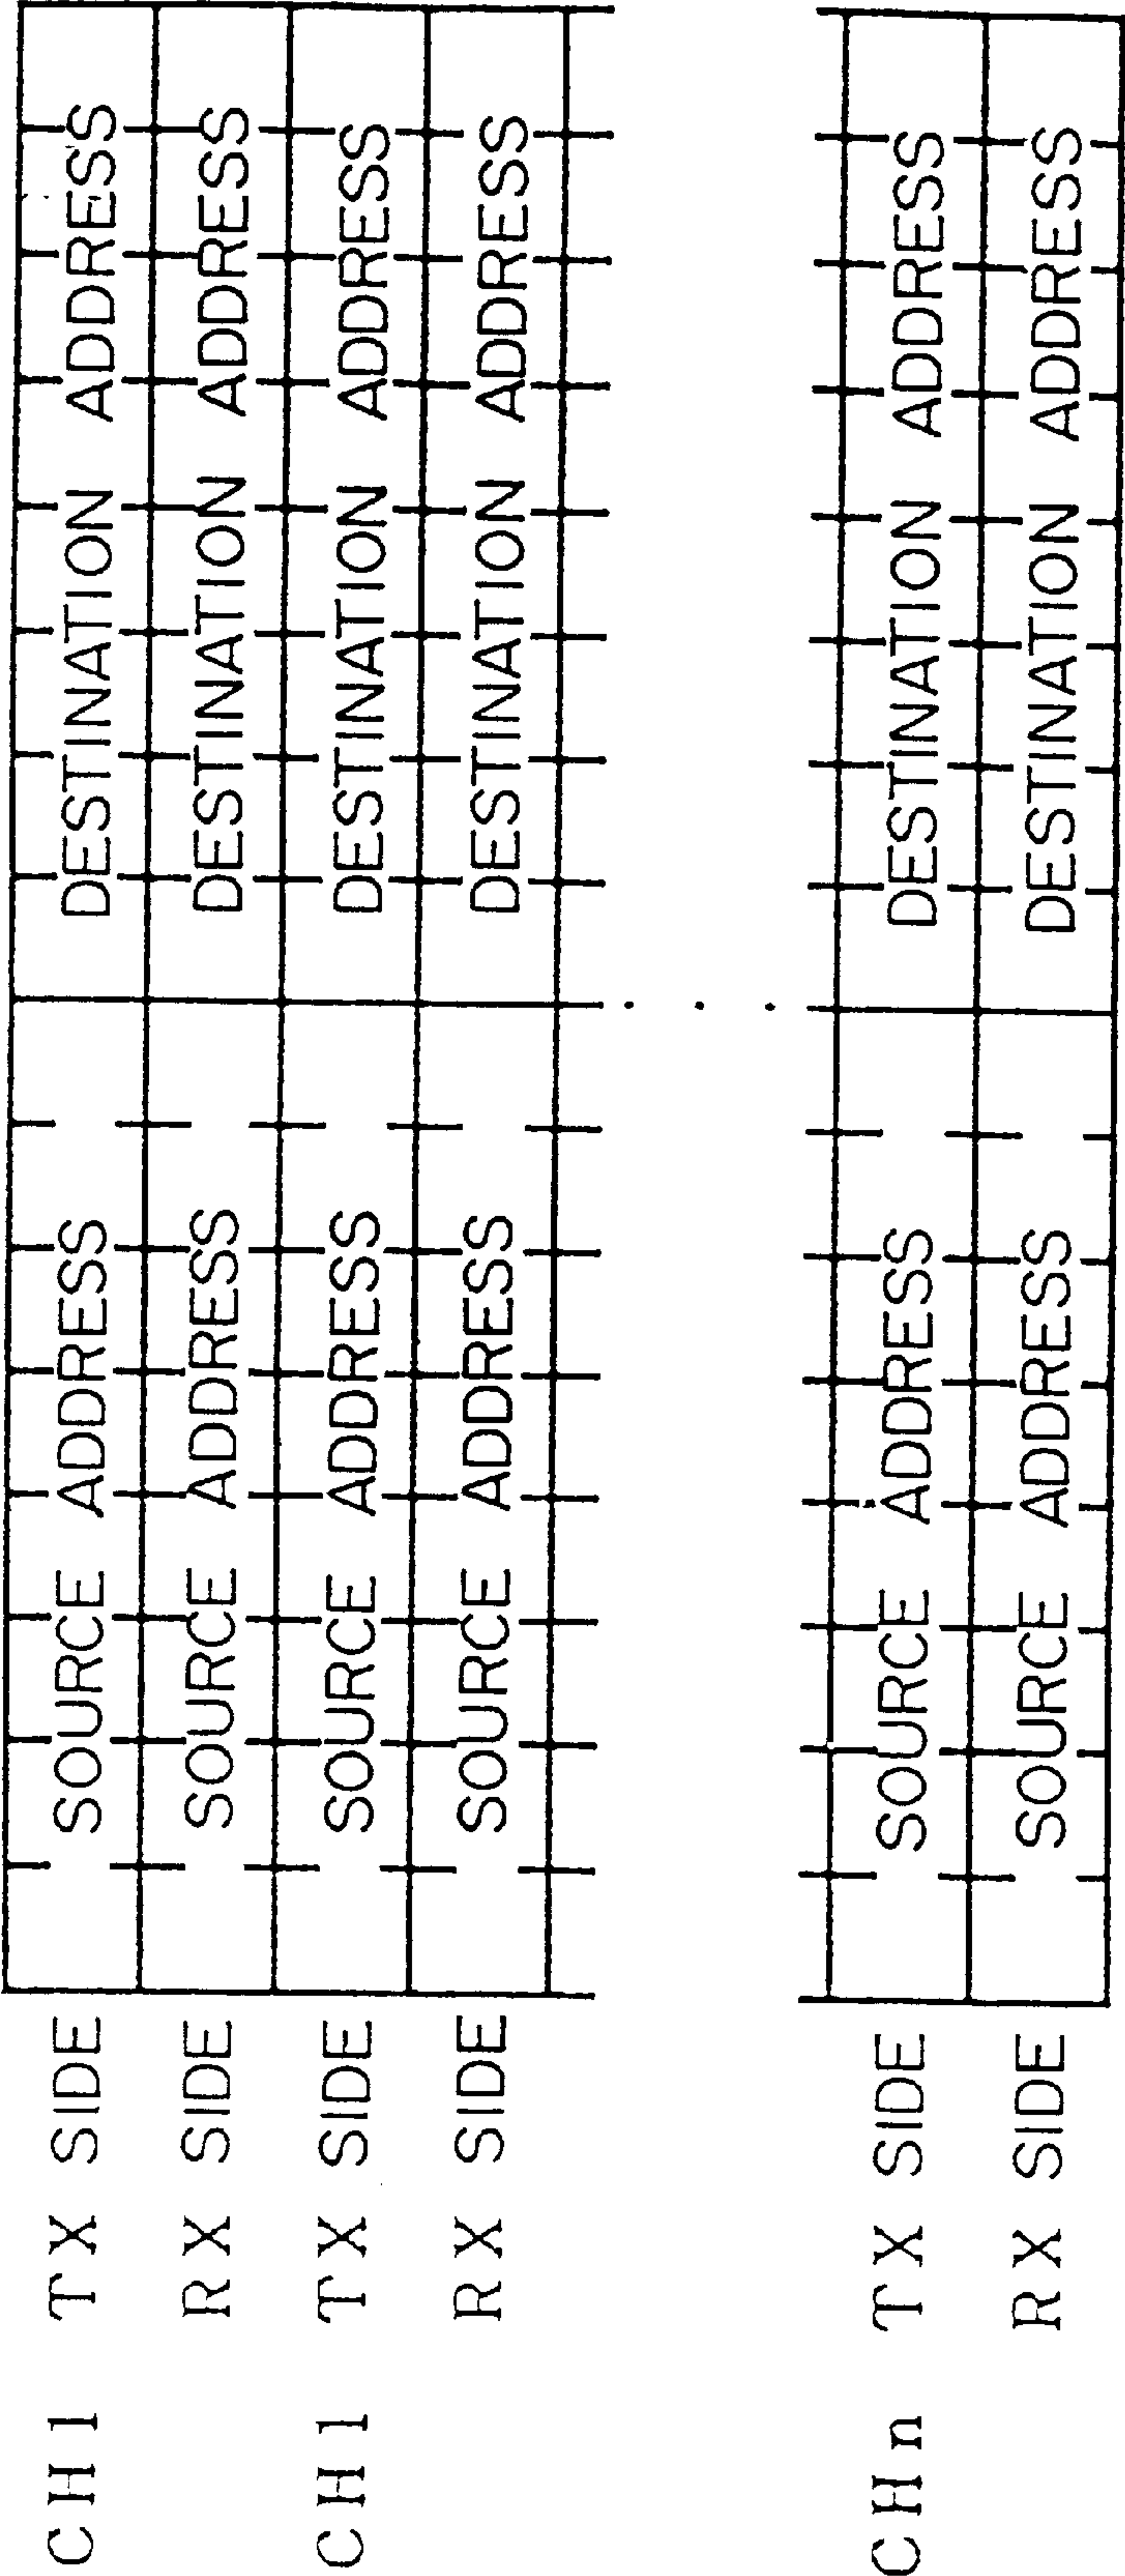 CH1 TX SIDE SOURCE ADDRESS DESTINATION ADDRESS
RX SIDE SOURCE ADDRESS DESTINATION ADDRESS
CH1 TX SIDE SOURCE ADDRESS DESTINATION ADDRESS
RX SIDE SOURCE ADDRESS DESTINATION ADDRESS
CHn TX SIDE SOURCE ADDRESS DESTINATION ADDRESS
RX SIDE SOURCE ADDRESS DESTINATION ADDRESS